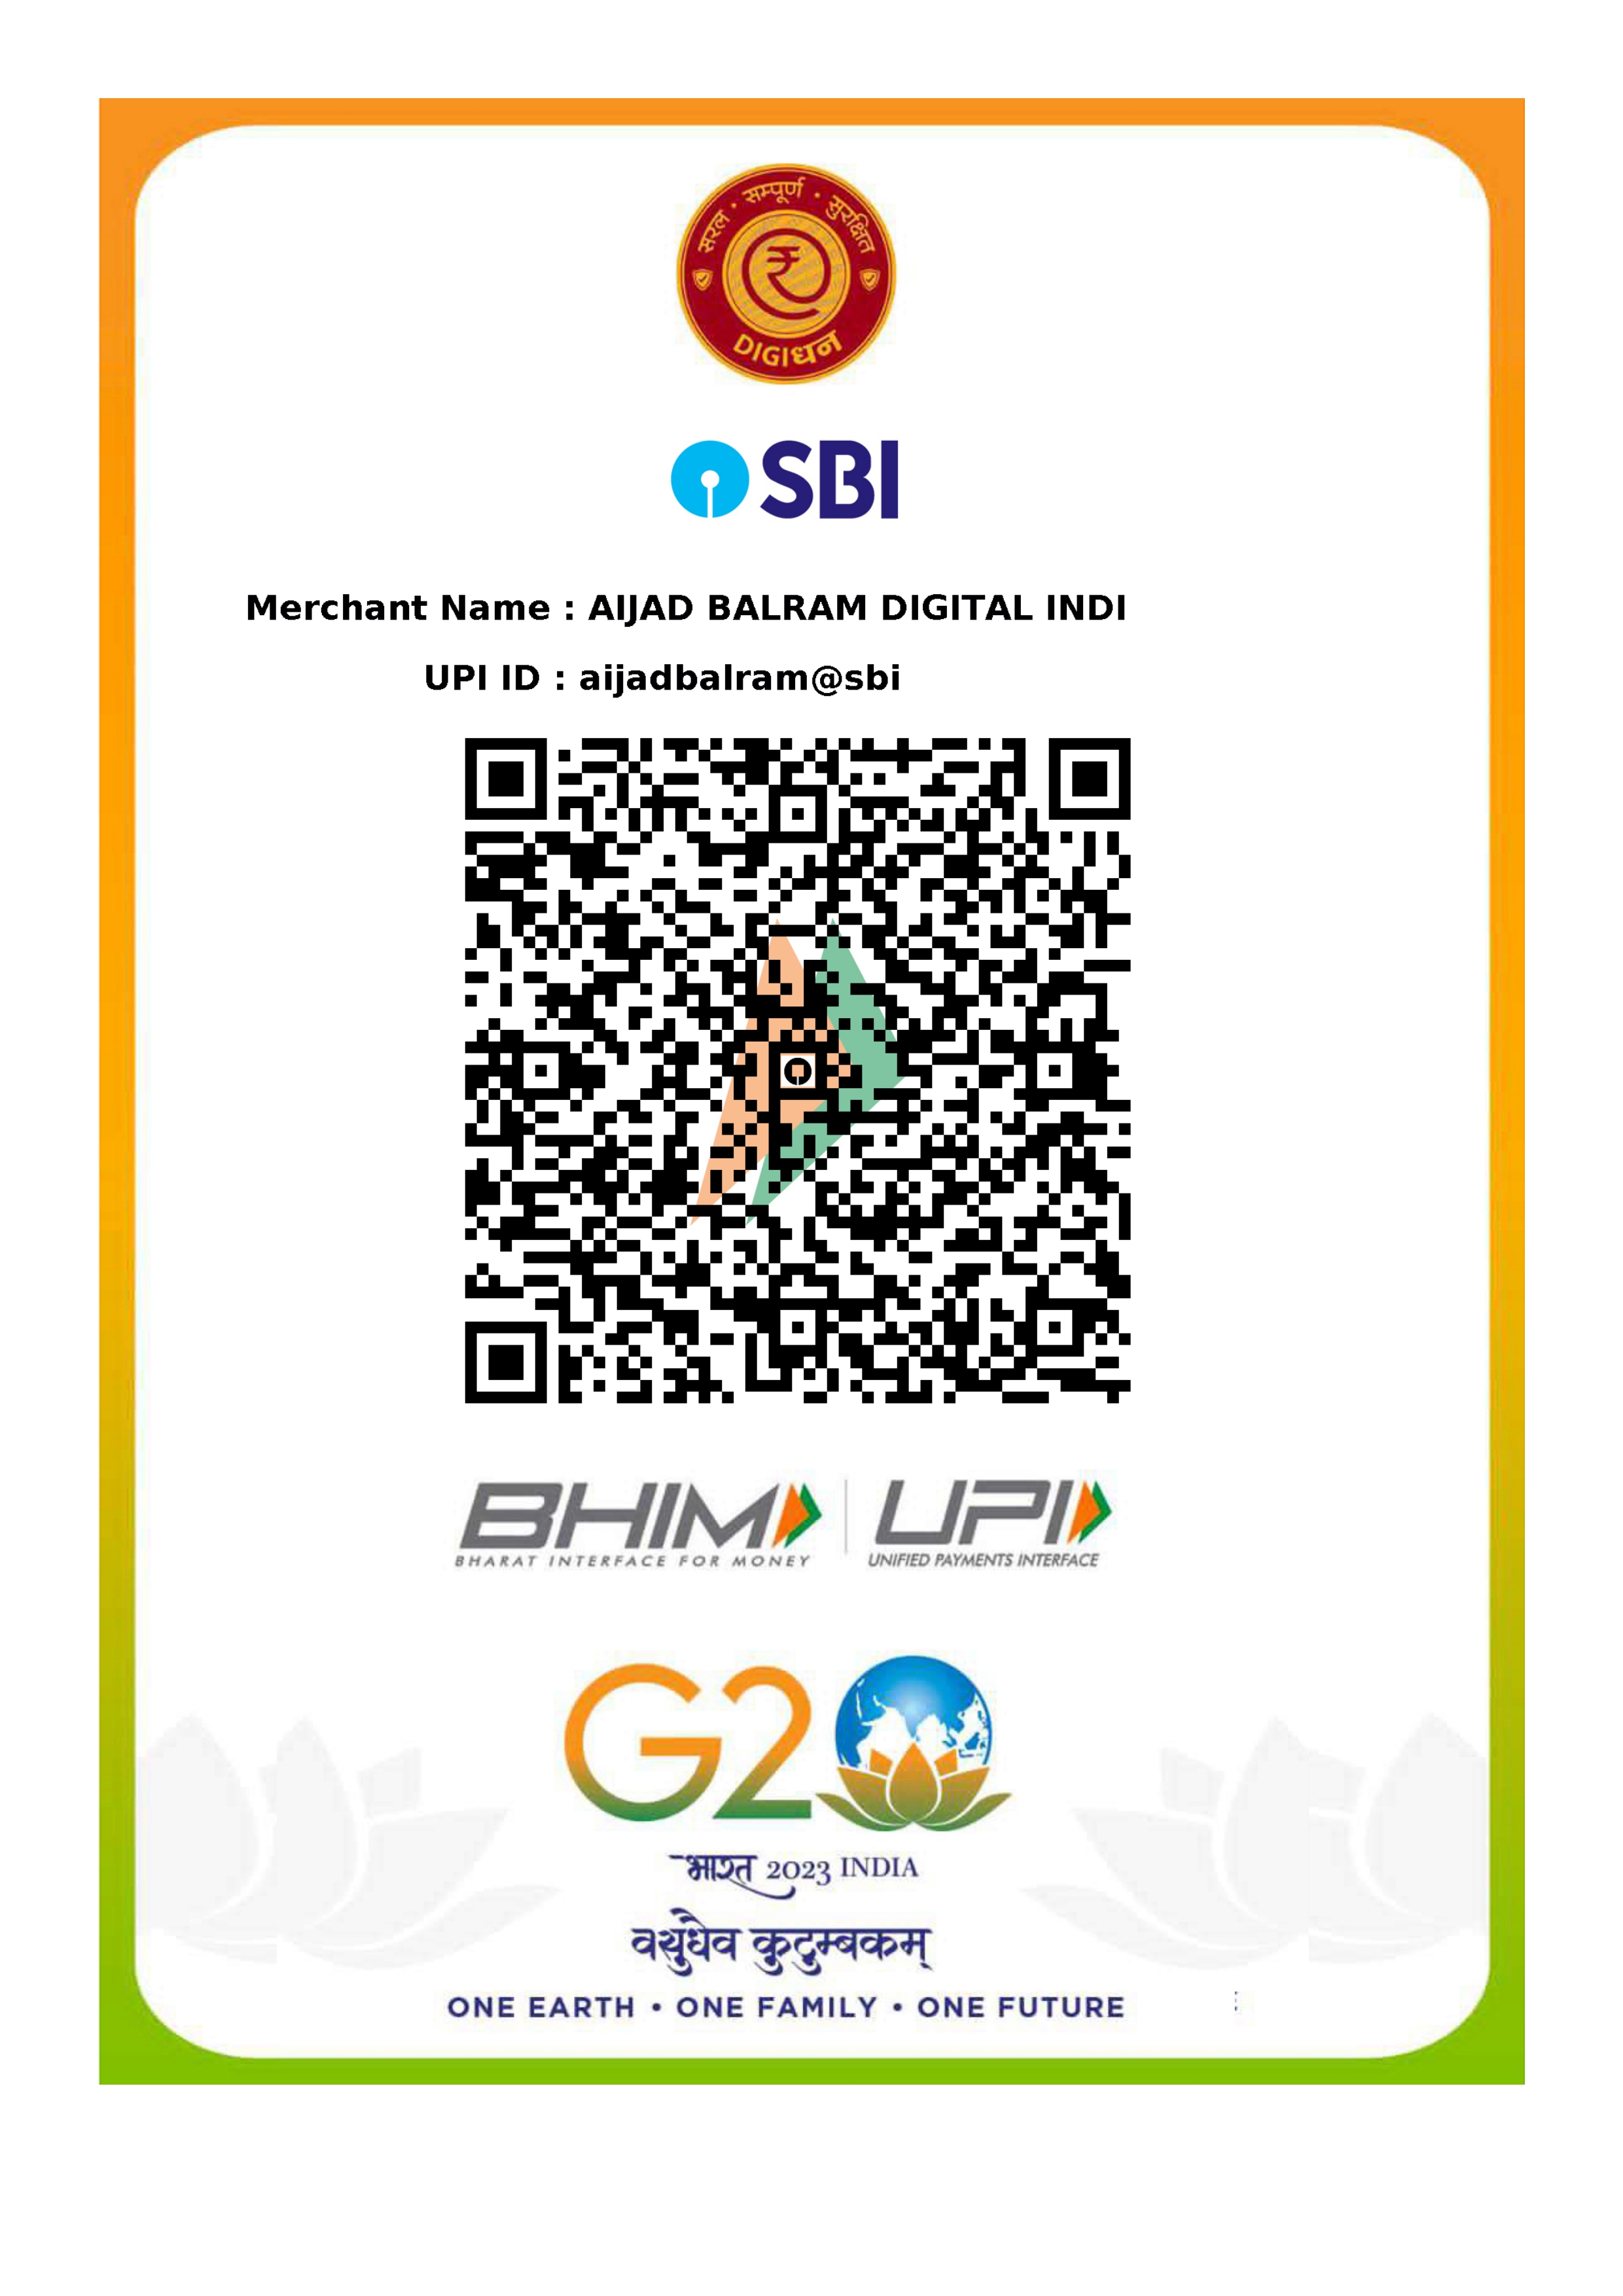 सरल • सम्पूर्ण • सुरक्षित
DIGIधन
SBI
Merchant Name : AIJAD BALRAM DIGITAL INDI
UPI ID : aijadbalram@sbi
BHIM
BHARAT INTERFACE FOR MONEY
UPI
UNIFIED PAYMENTS INTERFACE
G20
भारत 2023 INDIA
वसुधैव कुटुम्बकम्
ONE EARTH • ONE FAMILY • ONE FUTURE